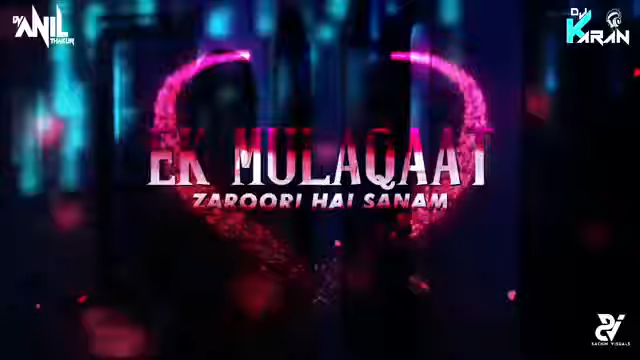 DJ
ANIL
THAKUR
DJ
KARAN
EK MULAQAAT
ZAROORI HAI SANAM
SACHIN VISUALS